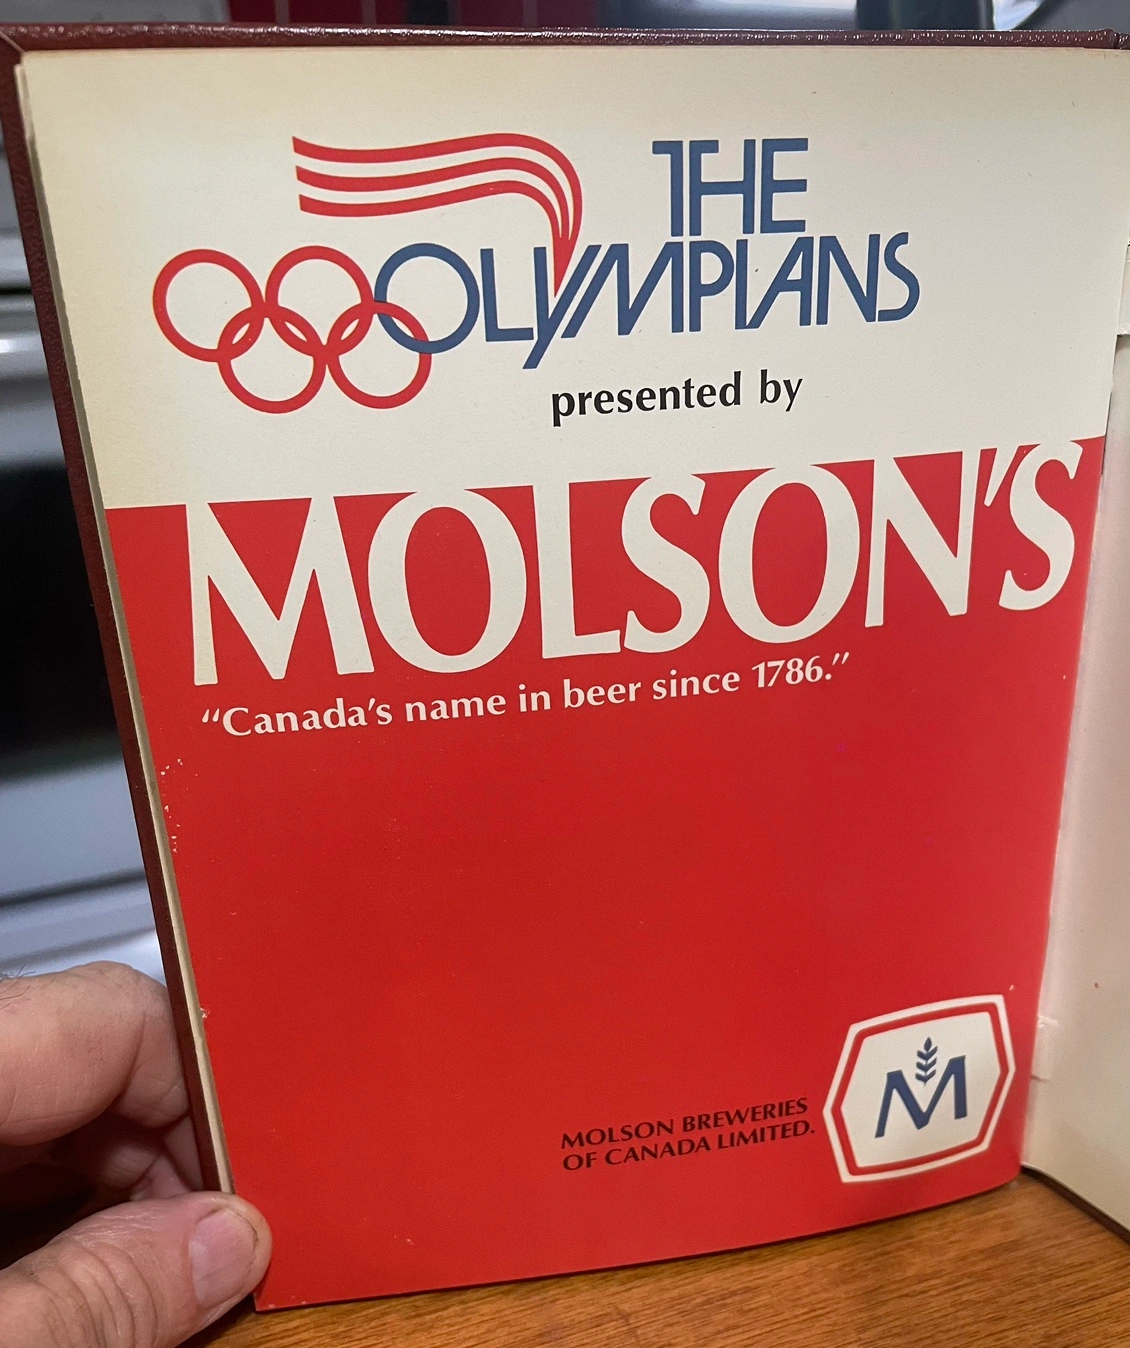 THE
OLYMPIANS
presented by
MOLSON'S
“Canada's name in beer since 1786.”
MOLSON BREWERIES
OF CANADA LIMITED.
M